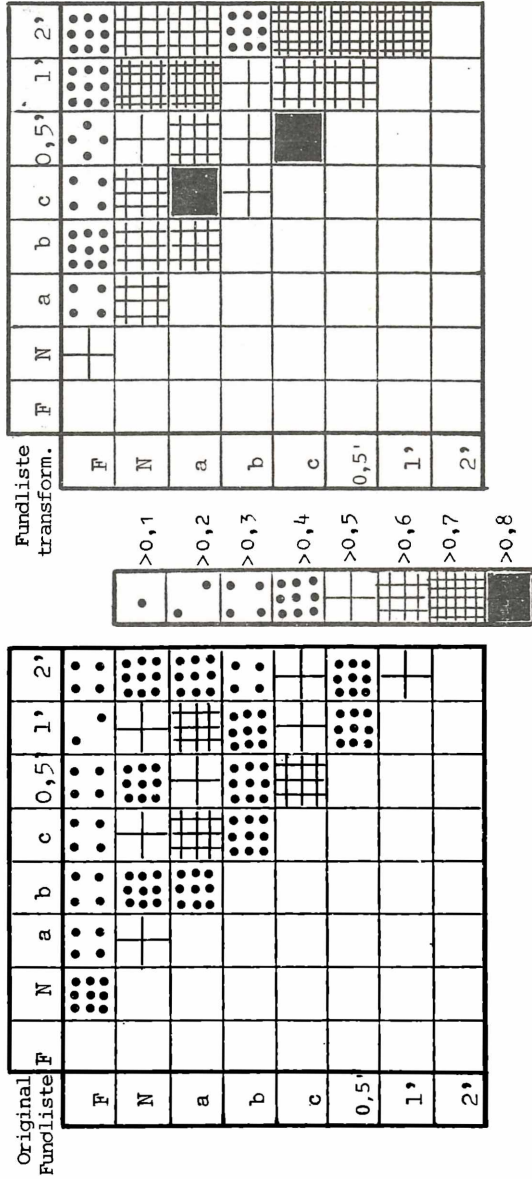 Original
Fundliste
F N a b c 0,5' 1' 2'
F
N
a
b
c
0,5'
1'
2'
>0,1
>0,2
>0,3
>0,4
>0,5
>0,6
>0,7
>0,8
Fundliste
transform.
F N a b c 0,5' 1' 2'
F
N
a
b
c
0,5'
1'
2'